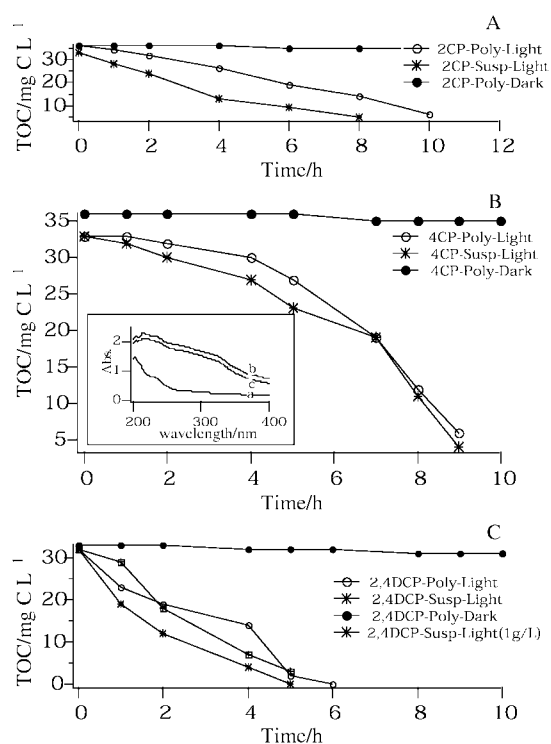 A
TOC/mg C L 1
30
20
10
0 2 4 6 8 10 12
Time/h
2CP-Poly-Light
2CP-Susp-Light
2CP-Poly-Dark
B
TOC/mg C L 1
35
30
25
20
15
10
5
0 2 4 6 8 10
Time/h
4CP-Poly-Light
4CP-Susp-Light
4CP-Poly-Dark
Abs.
2
1
0
b
c
a
200 300 400
wavelength/nm
C
TOC/mg C L 1
30
20
10
0
0 2 4 6 8 10
Time/h
2,4DCP-Poly-Light
2,4DCP-Susp-Light
2,4DCP-Poly-Dark
2,4DCP-Susp-Light(1g/L)